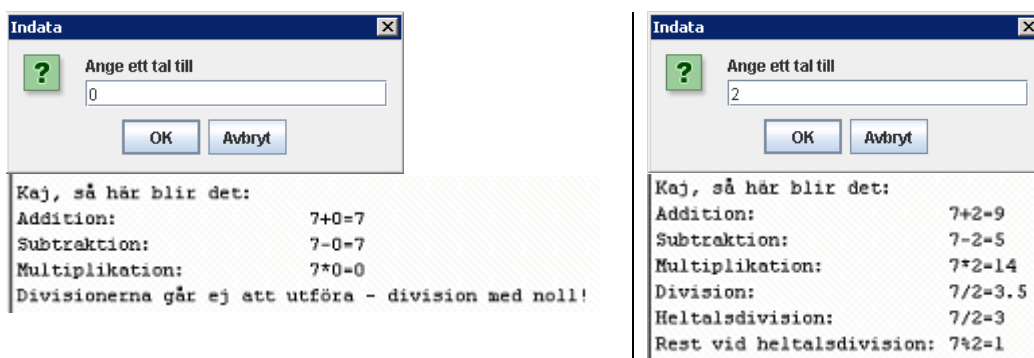 Indata
Ange ett tal till
0
OK Avbryt
Kaj, så här blir det:
Addition: 7+0=7
Subtraktion: 7-0=7
Multiplikation: 7*0=0
Divisionerna går ej att utföra - division med noll!
Indata
Ange ett tal till
2
OK Avbryt
Kaj, så här blir det:
Addition: 7+2=9
Subtraktion: 7-2=5
Multiplikation: 7*2=14
Division: 7/2=3.5
Heltalsdivision: 7/2=3
Rest vid heltalsdivision: 7%2=1